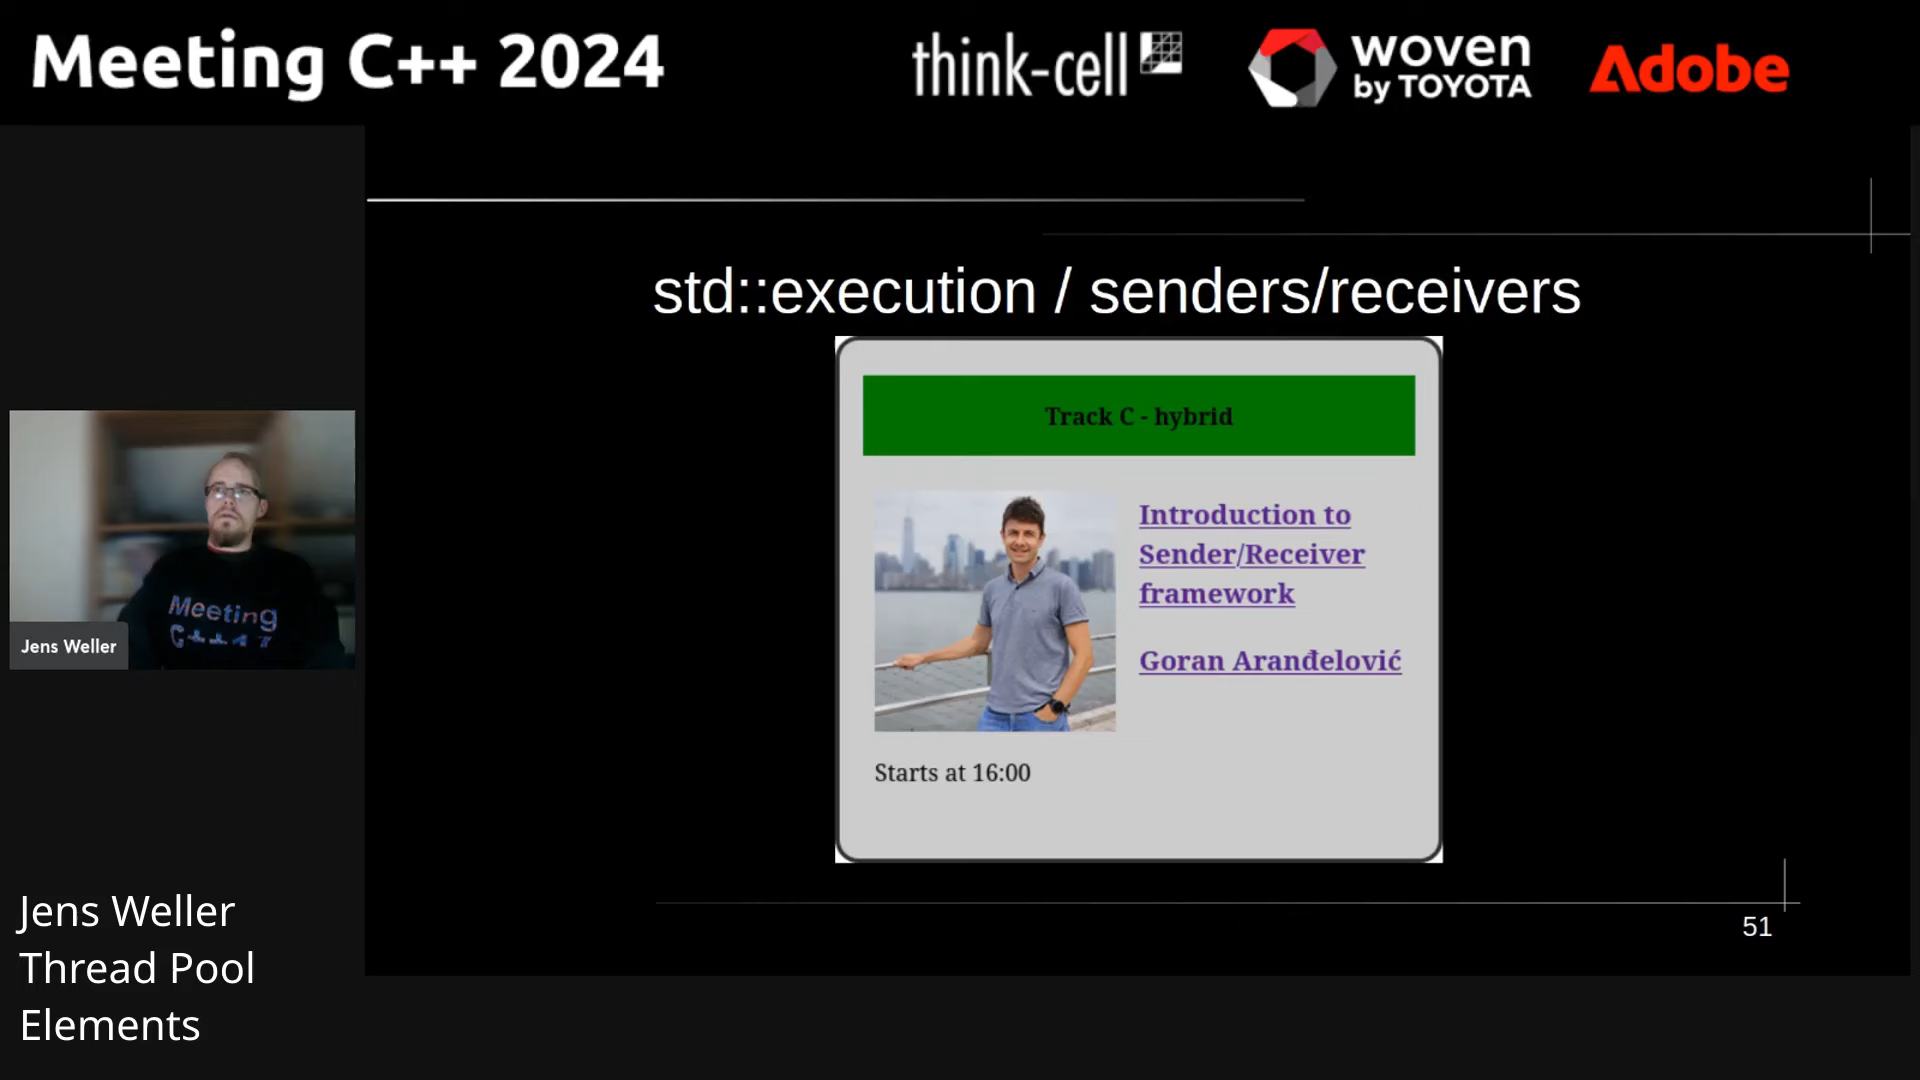 Meeting C++ 2024
think-cell
woven
by TOYOTA
Adobe
std::execution / senders/receivers
Track C - hybrid
Introduction to
Sender/Receiver
framework
Goran Aranđelović
Starts at 16:00
51
Meeting
Jens Weller
Jens Weller
Thread Pool
Elements